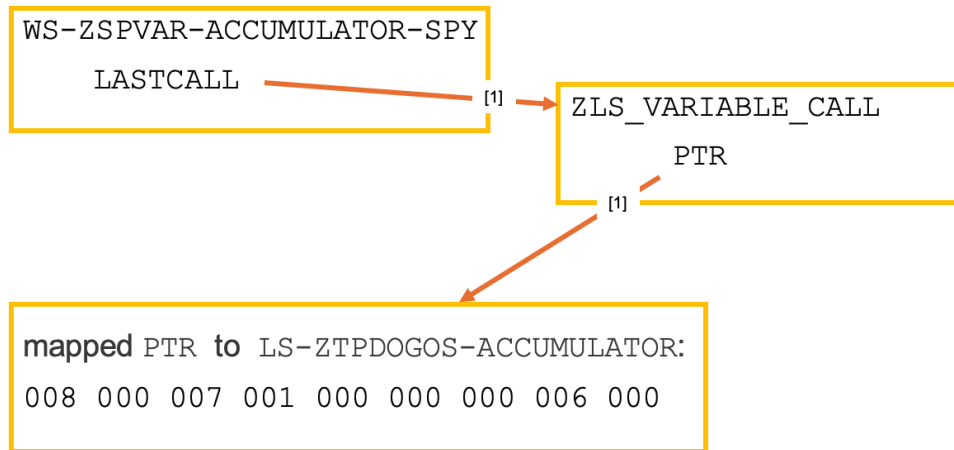 WS-ZSPVAR-ACCUMULATOR-SPY
LASTCALL
[1]
ZLS_VARIABLE_CALL
PTR
[1]
mapped PTR to LS-ZTPDOGOS-ACCUMULATOR:
008 000 007 001 000 000 000 006 000